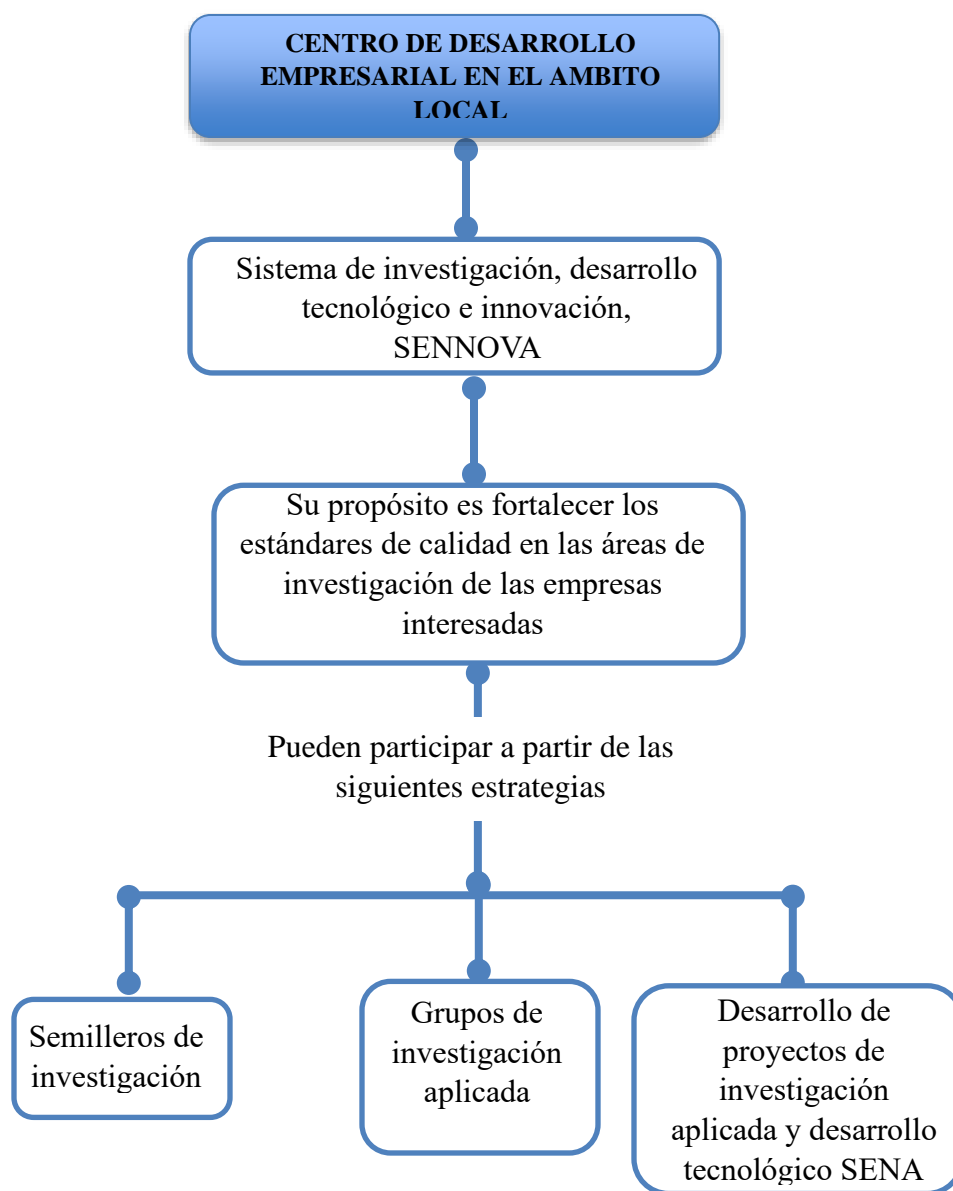 CENTRO DE DESARROLLO
EMPRESARIAL EN EL AMBITO
LOCAL
Sistema de investigación, desarrollo
tecnológico e innovación,
SENNOVA
Su propósito es fortalecer los
estándares de calidad en las áreas de
investigación de las empresas
interesadas
Pueden participar a partir de las
siguientes estrategias
Semilleros de
investigación
Grupos de
investigación
aplicada
Desarrollo de
proyectos de
investigación
aplicada y desarrollo
tecnológico SENA